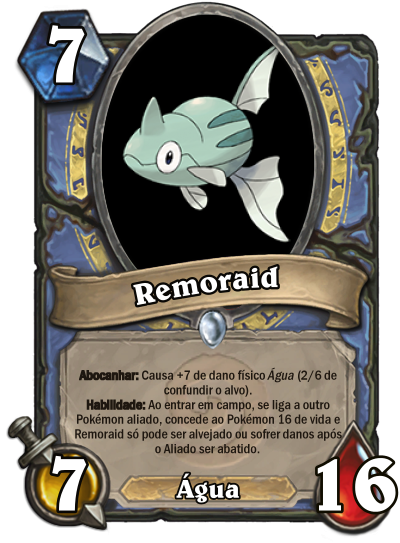 7
Remoraid
Abocanhar: Causa +7 de dano físico Água (2/6 de
confundir o alvo).
Habilidade: Ao entrar em campo, se liga a outro
Pokémon aliado, concede ao Pokémon 16 de vida e
Remoraid só pode ser alvejado ou sofrer danos após
o Aliado ser abatido.
7
Água
16